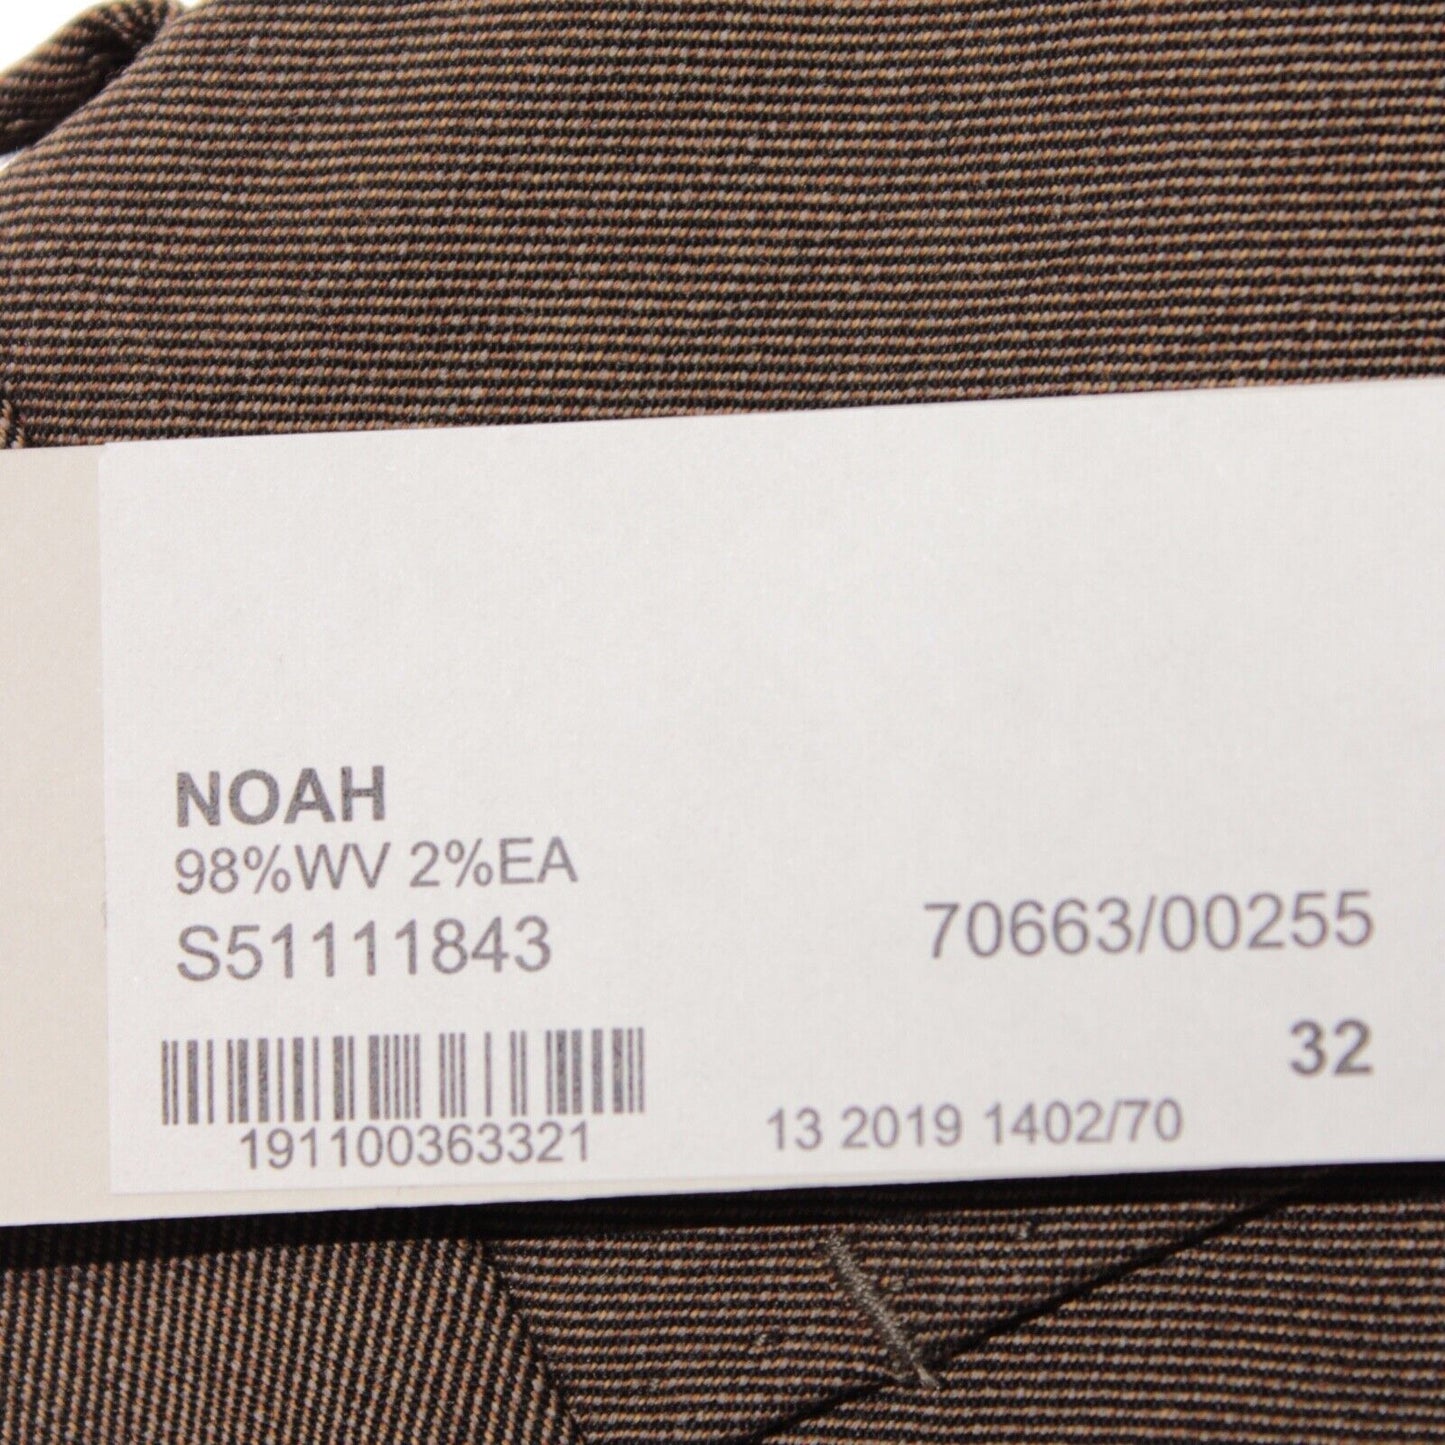 NOAH
98%WV 2%EA
S51111843
70663/00255
32
191100363321
13 2019 1402/70